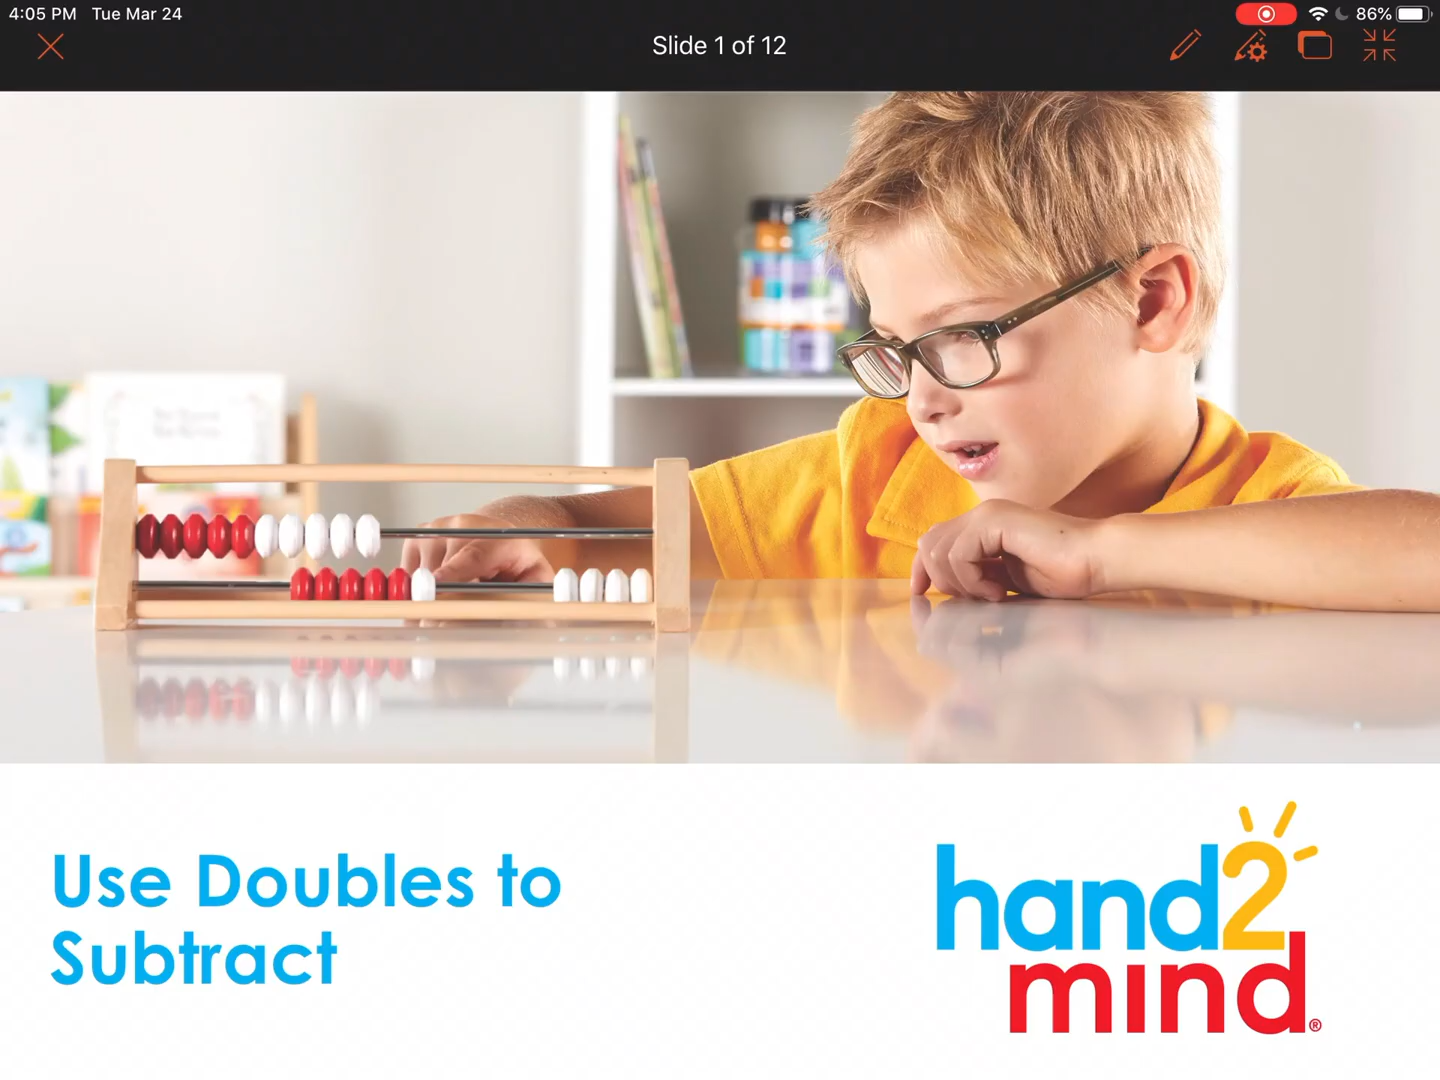 4:05 PM Tue Mar 24
86%
Slide 1 of 12
Use Doubles to
Subtract
hand2
mind®